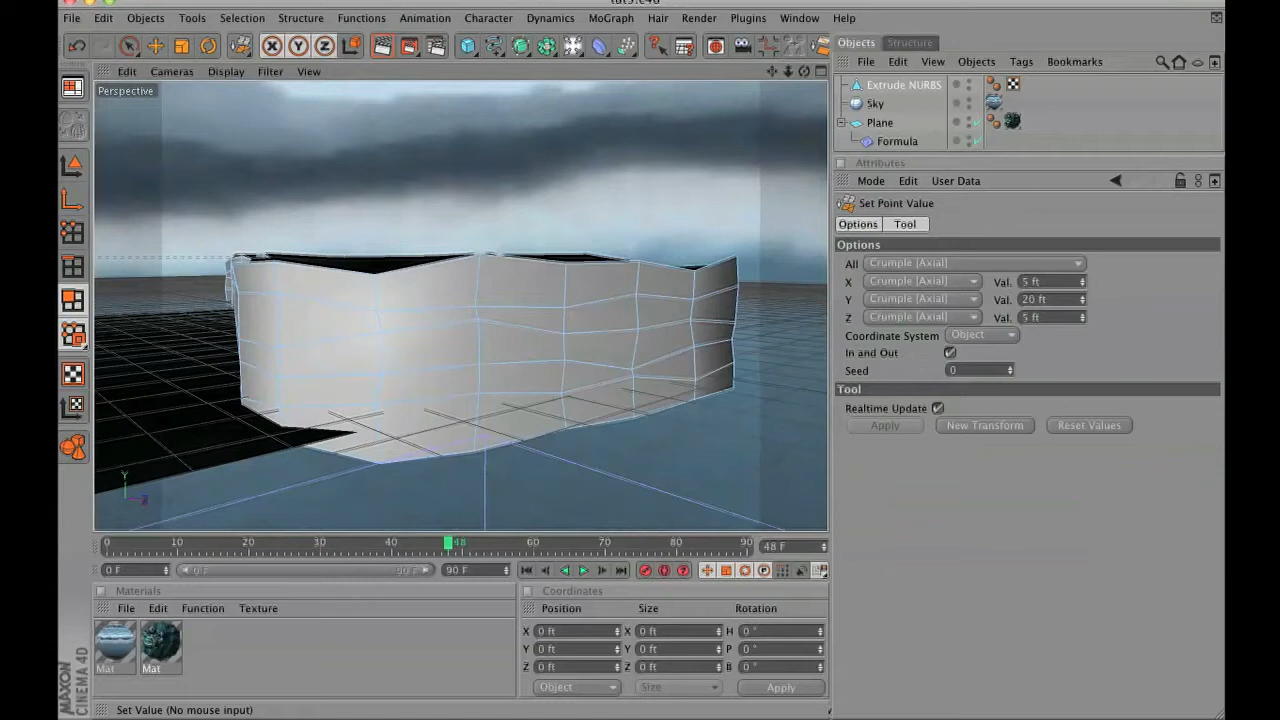 tut5.c4d
File Edit Objects Tools Selection Structure Functions Animation Character Dynamics MoGraph Hair Render Plugins Window Help
X Y Z
Edit Cameras Display Filter View
Perspective
Y
Objects Structure
File Edit View Objects Tags Bookmarks
Extrude NURBS
Sky
Plane
Formula
Attributes
Mode Edit User Data
Set Point Value
Options Tool
Options
All Crumple [Axial]
X Crumple [Axial] Val. 5 ft
Y Crumple [Axial] Val. 20 ft
Z Crumple [Axial] Val. 5 ft
Coordinate System Object
In and Out
Seed 0
Tool
Realtime Update
Apply New Transform Reset Values
0 10 20 30 40 48 60 70 80 90 48 F
0 F 0 F 90 F 90 F
Materials
File Edit Function Texture
Mat Mat
Coordinates
Position Size Rotation
X 0 ft X 0 ft H 0 °
Y 0 ft Y 0 ft P 0 °
Z 0 ft Z 0 ft B 0 °
Object Size Apply
MAXON
CINEMA 4D
Set Value (No mouse input)